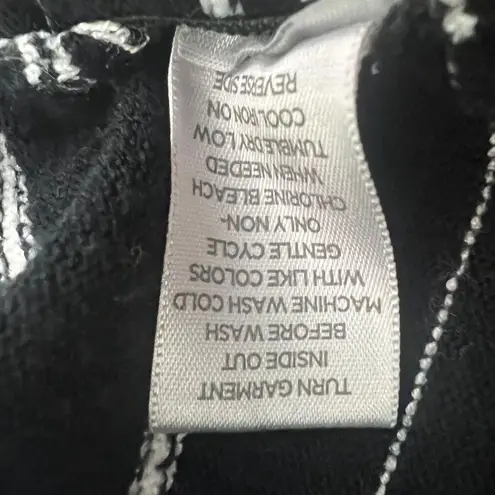 TURN GARMENT
INSIDE OUT
BEFORE WASH
MACHINE WASH COLD
WITH LIKE COLORS
GENTLE CYCLE
ONLY NON-
CHLORINE BLEACH
WHEN NEEDED
TUMBLE DRY LOW
COOL IRON ON
REVERSE SIDE